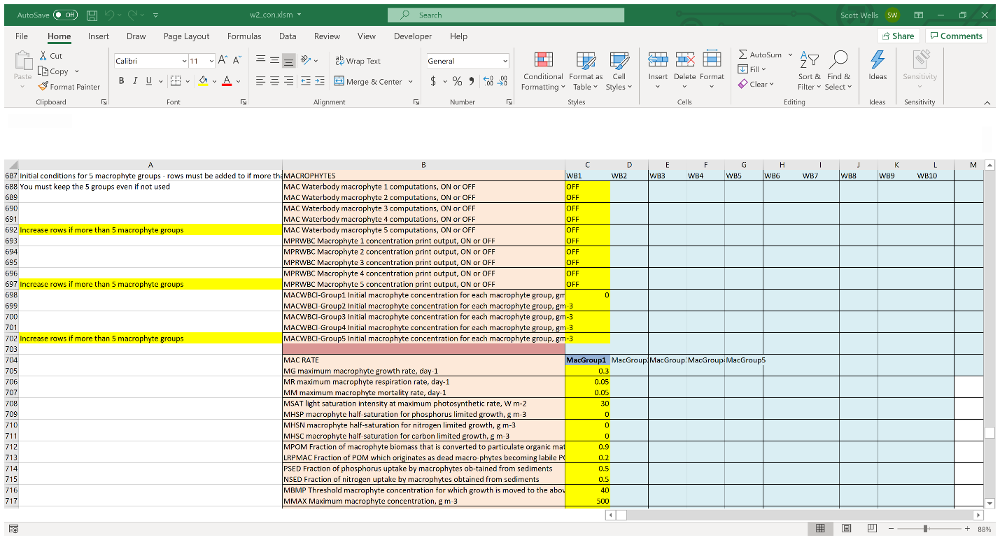 AutoSave Off w2_con.xlsm Search Scott Wells SW
File Home Insert Draw Page Layout Formulas Data Review View Developer Help Share Comments
Paste Cut Copy Format Painter Clipboard
Calibri 11 B I U A Font
Wrap Text Merge & Center Alignment
General $ % Number
Conditional Formatting Format as Table Cell Styles Styles
Insert Delete Format Cells
AutoSum Fill Clear Sort & Filter Find & Select Editing
Ideas Ideas
Sensitivity Sensitivity
A B C D E F G H I J K L M
687 Initial conditions for 5 macrophyte groups - rows must be added to if more tha MACROPHYTES WB1 WB2 WB3 WB4 WB5 WB6 WB7 WB8 WB9 WB10
688 You must keep the 5 groups even if not used MAC Waterbody macrophyte 1 computations, ON or OFF OFF
689 MAC Waterbody macrophyte 2 computations, ON or OFF OFF
690 MAC Waterbody macrophyte 3 computations, ON or OFF OFF
691 MAC Waterbody macrophyte 4 computations, ON or OFF OFF
692 Increase rows if more than 5 macrophyte groups MAC Waterbody macrophyte 5 computations, ON or OFF OFF
693 MPRWBC Macrophyte 1 concentration print output, ON or OFF OFF
694 MPRWBC Macrophyte 2 concentration print output, ON or OFF OFF
695 MPRWBC Macrophyte 3 concentration print output, ON or OFF OFF
696 MPRWBC Macrophyte 4 concentration print output, ON or OFF OFF
697 Increase rows if more than 5 macrophyte groups MPRWBC Macrophyte 5 concentration print output, ON or OFF OFF
698 MACWBCI-Group1 Initial macrophyte concentration for each macrophyte group, gm 0
699 MACWBCI-Group2 Initial macrophyte concentration for each macrophyte group, gm-3
700 MACWBCI-Group3 Initial macrophyte concentration for each macrophyte group, gm-3
701 MACWBCI-Group4 Initial macrophyte concentration for each macrophyte group, gm-3
702 Increase rows if more than 5 macrophyte groups MACWBCI-Group5 Initial macrophyte concentration for each macrophyte group, gm-3
703
704 MAC RATE MacGroup1 MacGroup MacGroup MacGroup MacGroup5
705 MG maximum macrophyte growth rate, day-1 0.3
706 MR maximum macrophyte respiration rate, day-1 0.05
707 MM maximum macrophyte mortality rate, day-1 0.05
708 MSAT light saturation intensity at maximum photosynthetic rate, W m-2 30
709 MHSP macrophyte half-saturation for phosphorus limited growth, g m-3 0
710 MHSN macrophyte half-saturation for nitrogen limited growth, g m-3 0
711 MHSC macrophyte half-saturation for carbon limited growth, g m-3 0
712 MPOM Fraction of macrophyte biomass that is converted to particulate organic mat 0.9
713 LRPMAC Fraction of POM which originates as dead macro-phytes becoming labile PO 0.2
714 PSED Fraction of phosphorus uptake by macrophytes ob-tained from sediments 0.5
715 NSED Fraction of nitrogen uptake by macrophytes obtained from sediments 0.5
716 MBMP Threshold macrophyte concentration for which growth is moved to the abov 40
717 MMAX Maximum macrophyte concentration, g m-3 500
88%